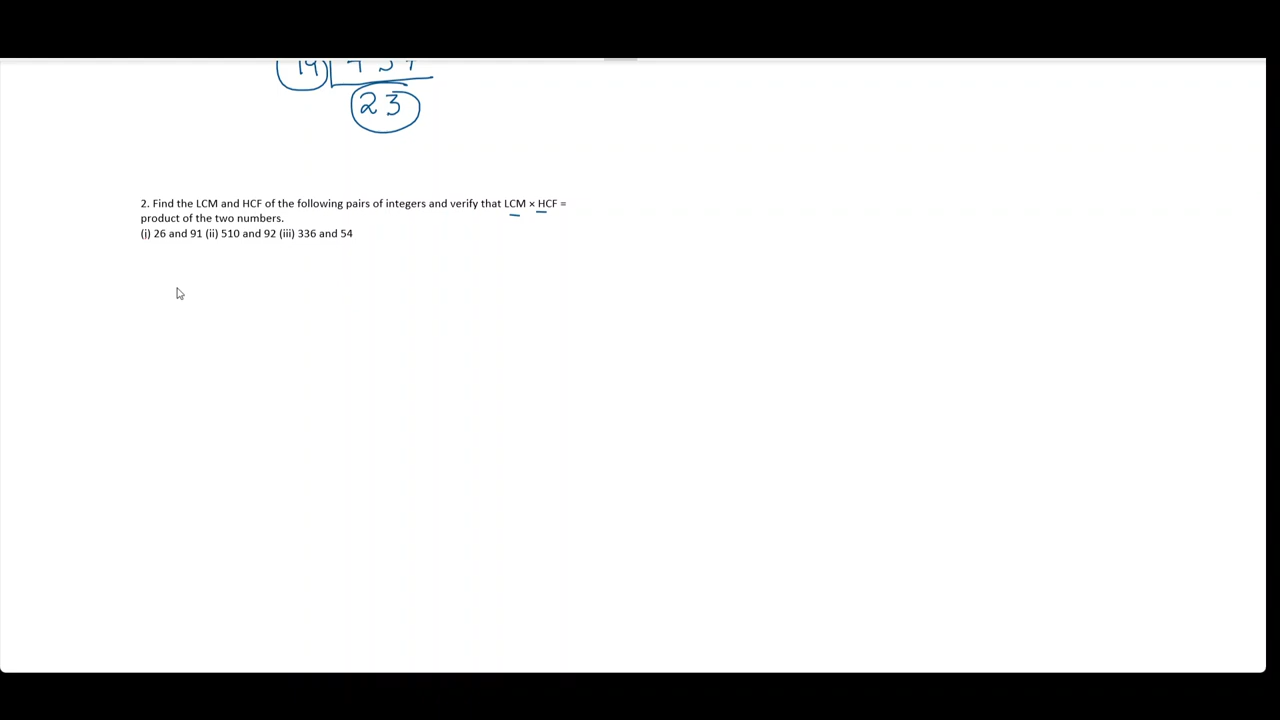 23
2. Find the LCM and HCF of the following pairs of integers and verify that LCM × HCF =
product of the two numbers.
(i) 26 and 91 (ii) 510 and 92 (iii) 336 and 54